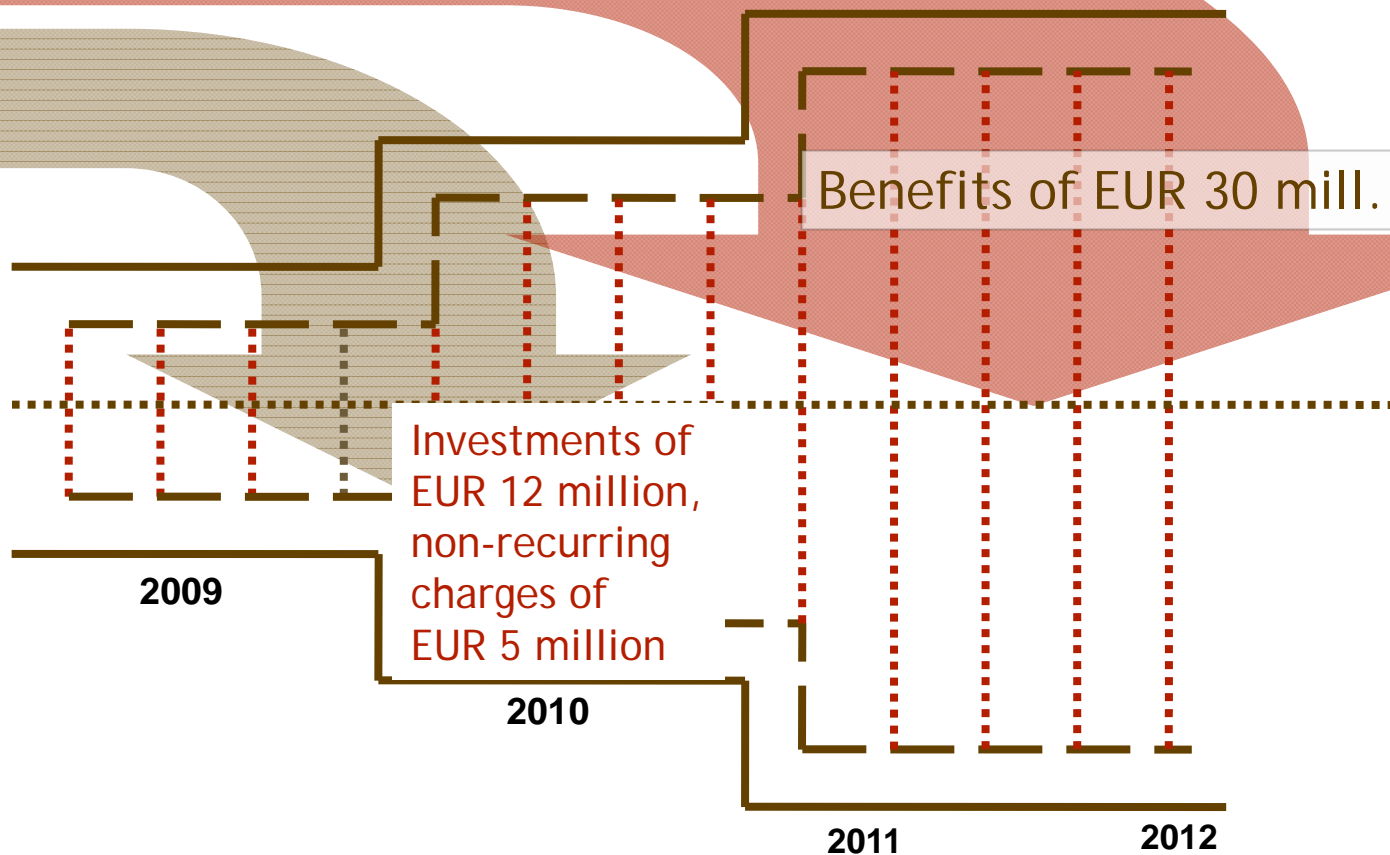 Benefits of EUR 30 mill.
Investments of
EUR 12 million,
non-recurring
charges of
EUR 5 million
2009
2010
2011
2012